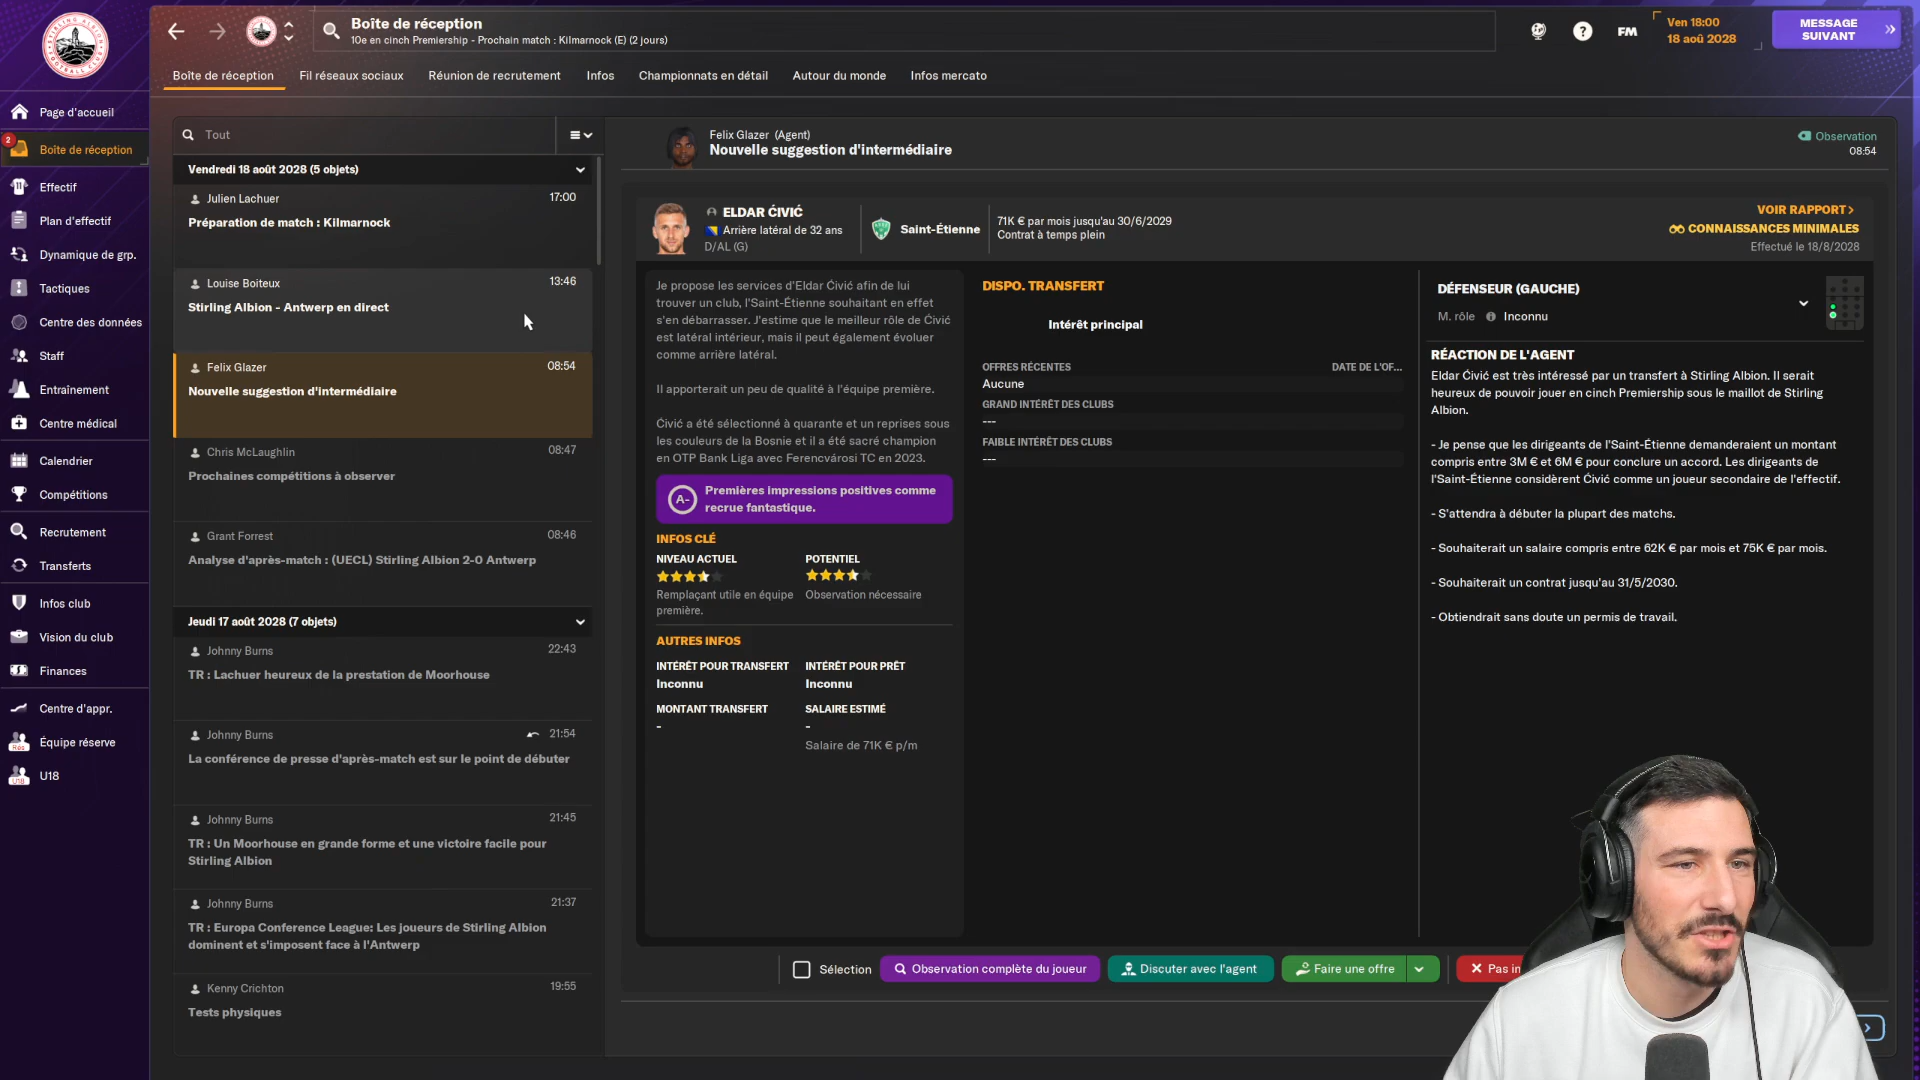 Boîte de réception
10e en cinch Premiership - Prochain match : Kilmarnock (E) (2 jours)
FM
Ven 18:00
18 aoû 2028
MESSAGE
SUIVANT
Boîte de réception
Fil réseaux sociaux
Réunion de recrutement
Infos
Championnats en détail
Autour du monde
Infos mercato
Page d'accueil
2
Boîte de réception
Effectif
Plan d'effectif
Dynamique de grp.
Tactiques
Centre des données
Staff
Entraînement
Centre médical
Calendrier
Compétitions
Recrutement
Transferts
Infos club
Vision du club
Finances
Centre d'appr.
Équipe réserve
U18
Tout
Vendredi 18 août 2028 (5 objets)
Julien Lachuer
17:00
Préparation de match : Kilmarnock
Louise Boiteux
13:46
Stirling Albion - Antwerp en direct
Felix Glazer
08:54
Nouvelle suggestion d'intermédiaire
Chris McLaughlin
08:47
Prochaines compétitions à observer
Grant Forrest
08:46
Analyse d'après-match : (UECL) Stirling Albion 2-0 Antwerp
Jeudi 17 août 2028 (7 objets)
Johnny Burns
22:43
TR : Lachuer heureux de la prestation de Moorhouse
Johnny Burns
21:54
La conférence de presse d'après-match est sur le point de débuter
Johnny Burns
21:45
TR : Un Moorhouse en grande forme et une victoire facile pour
Stirling Albion
Johnny Burns
21:37
TR : Europa Conference League: Les joueurs de Stirling Albion
dominent et s'imposent face à l'Antwerp
Kenny Crichton
19:55
Tests physiques
Felix Glazer (Agent)
Nouvelle suggestion d'intermédiaire
Observation
08:54
ELDAR ĆIVIĆ
Arrière latéral de 32 ans
D/AL (G)
Saint-Étienne
71K € par mois jusqu'au 30/6/2029
Contrat à temps plein
VOIR RAPPORT
CONNAISSANCES MINIMALES
Effectué le 18/8/2028
Je propose les services d'Eldar Ćivić afin de lui
trouver un club, l'Saint-Étienne souhaitant en effet
s'en débarrasser. J'estime que le meilleur rôle de Ćivić
est latéral intérieur, mais il peut également évoluer
comme arrière latéral.
Il apporterait un peu de qualité à l'équipe première.
Ćivić a été sélectionné à quarante et un reprises sous
les couleurs de la Bosnie et il a été sacré champion
en OTP Bank Liga avec Ferencvárosi TC en 2023.
A-
Premières impressions positives comme
recrue fantastique.
INFOS CLÉ
NIVEAU ACTUEL
POTENTIEL
Remplaçant utile en équipe
première.
Observation nécessaire
AUTRES INFOS
INTÉRÊT POUR TRANSFERT
INTÉRÊT POUR PRÊT
Inconnu
Inconnu
MONTANT TRANSFERT
SALAIRE ESTIMÉ
-
-
Salaire de 71K € p/m
DISPO. TRANSFERT
Intérêt principal
OFFRES RÉCENTES
DATE DE L'OF...
Aucune
GRAND INTÉRÊT DES CLUBS
---
FAIBLE INTÉRÊT DES CLUBS
---
DÉFENSEUR (GAUCHE)
M. rôle
Inconnu
RÉACTION DE L'AGENT
Eldar Ćivić est très intéressé par un transfert à Stirling Albion. Il serait
heureux de pouvoir jouer en cinch Premiership sous le maillot de Stirling
Albion.
- Je pense que les dirigeants de l'Saint-Étienne demanderaient un montant
compris entre 3M € et 6M € pour conclure un accord. Les dirigeants de
l'Saint-Étienne considèrent Ćivić comme un joueur secondaire de l'effectif.
- S'attendra à débuter la plupart des matchs.
- Souhaiterait un salaire compris entre 62K € par mois et 75K € par mois.
- Souhaiterait un contrat jusqu'au 31/5/2030.
- Obtiendrait sans doute un permis de travail.
Sélection
Observation complète du joueur
Discuter avec l'agent
Faire une offre
Pas in